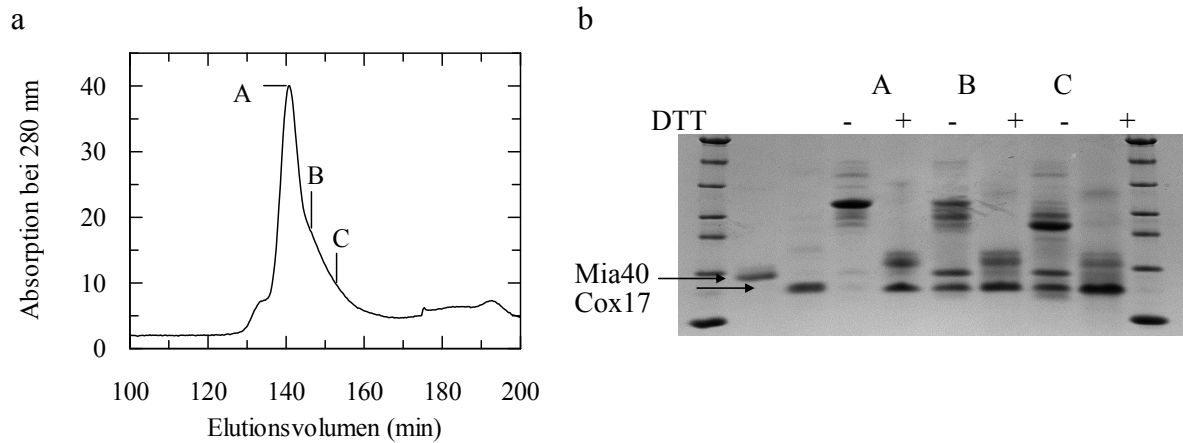 a
b
Absorption bei 280 nm
40
30
20
10
0
A
B
C
100 120 140 160 180 200
Elutionsvolumen (min)
A B C
DTT - + - + - +
Mia40
Cox17